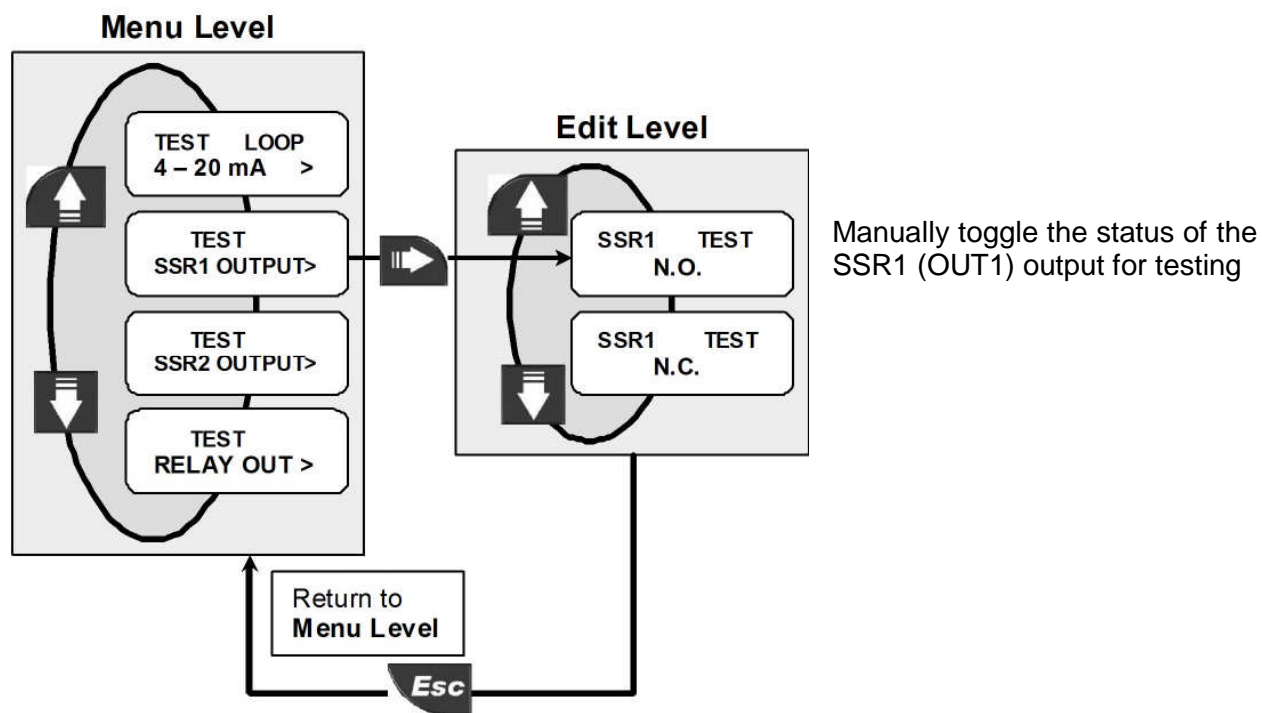 Menu Level
TEST LOOP
4 – 20 mA >
TEST
SSR1 OUTPUT>
TEST
SSR2 OUTPUT>
TEST
RELAY OUT >
Edit Level
SSR1 TEST
N.O.
SSR1 TEST
N.C.
Manually toggle the status of the
SSR1 (OUT1) output for testing
Return to
Menu Level
Esc